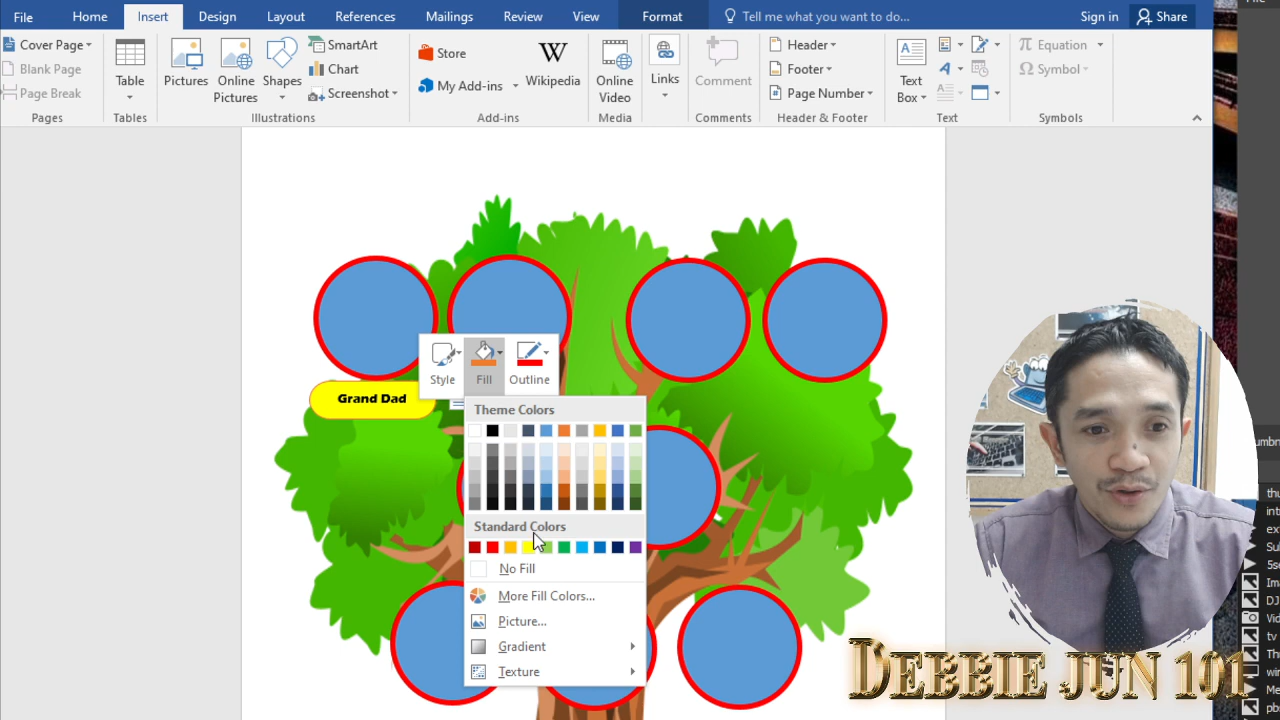 File Home Insert Design Layout References Mailings Review View Format Tell me what you want to do... Sign in Share
Cover Page
Blank Page
Page Break
Pages
Table
Tables
Pictures
Online Pictures
Shapes
SmartArt
Chart
Screenshot
Illustrations
Store
My Add-ins
Wikipedia
Add-ins
Online Video
Media
Links
Comment
Comments
Header
Footer
Page Number
Header & Footer
Text Box
Text
Equation
Symbol
Symbols
Style Fill Outline
Grand Dad
Theme Colors
Standard Colors
No Fill
More Fill Colors...
Picture...
Gradient
Texture
DEBBIE JUN 101